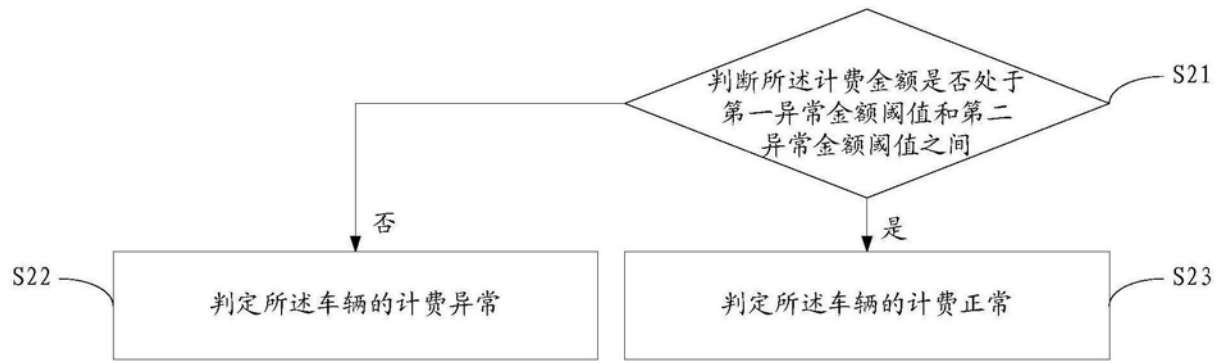 判断所述计费金额是否处于
第一异常金额阈值和第二
异常金额阈值之间
S21
否
是
S22
判定所述车辆的计费异常
判定所述车辆的计费正常
S23